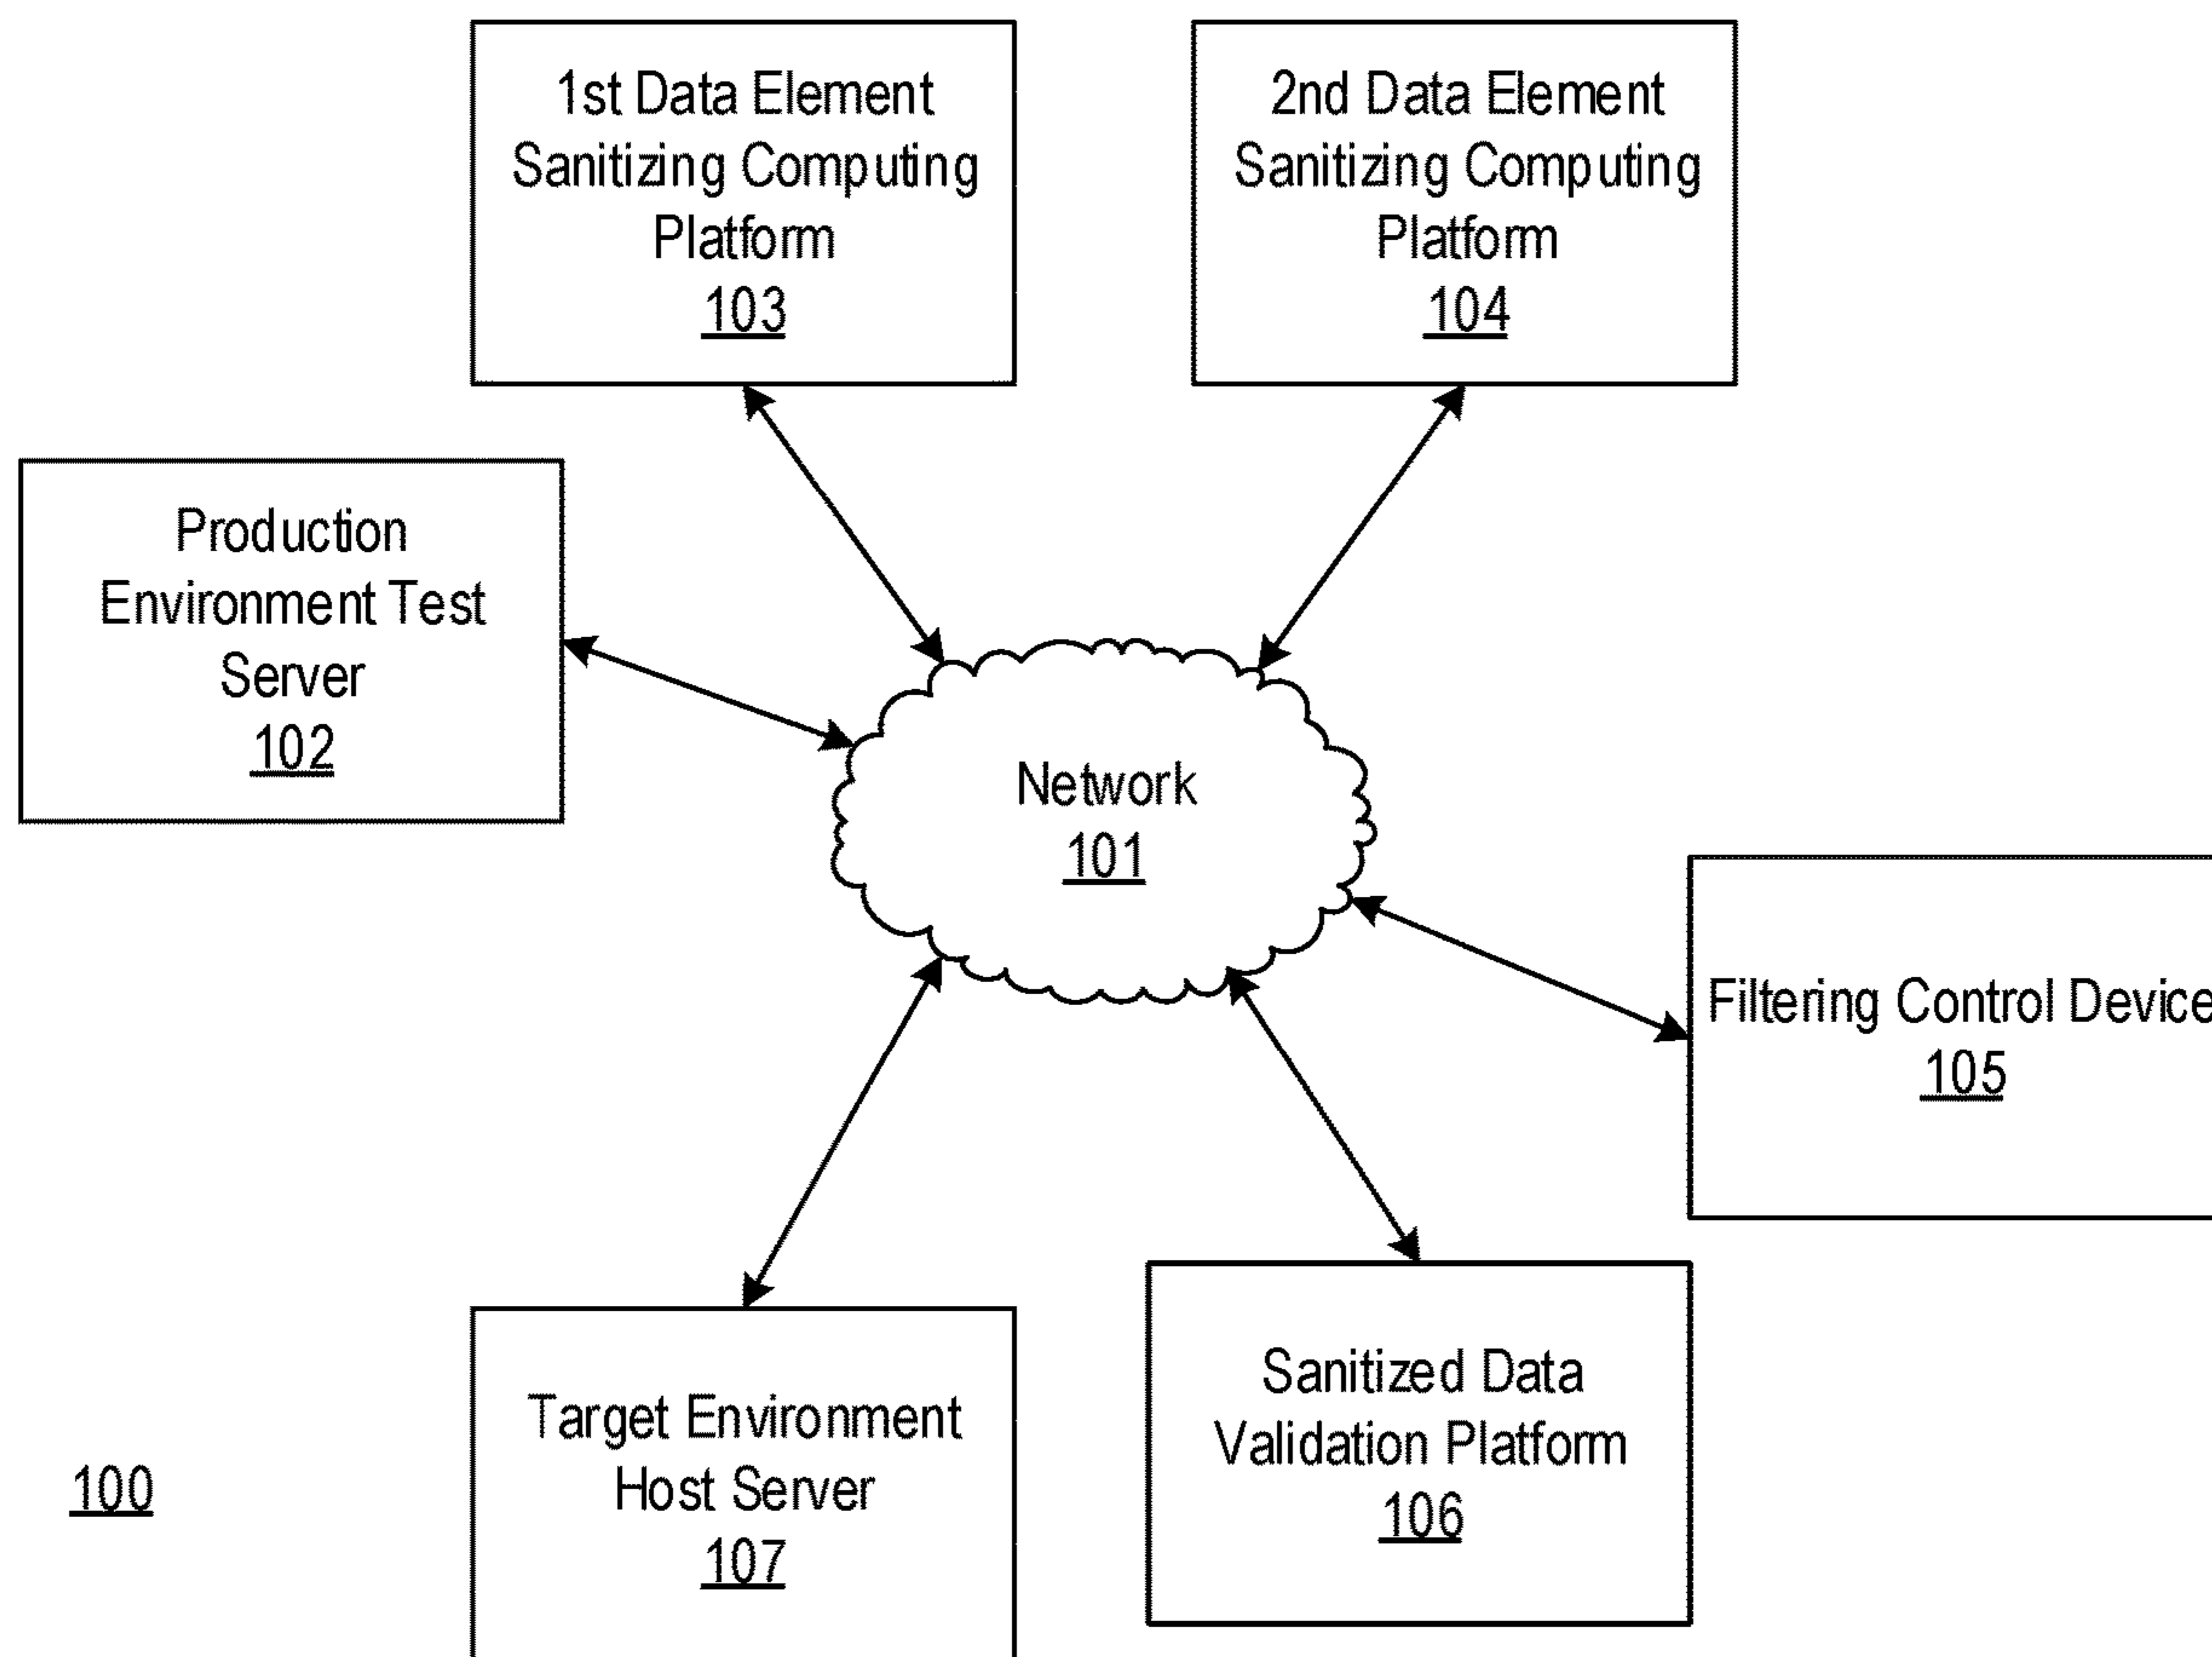 1st Data Element
Sanitizing Computing
Platform
103
2nd Data Element
Sanitizing Computing
Platform
104
Production
Environment Test
Server
102
Network
101
Filtering Control Device
105
Sanitized Data
Validation Platform
106
Target Environment
Host Server
107
100